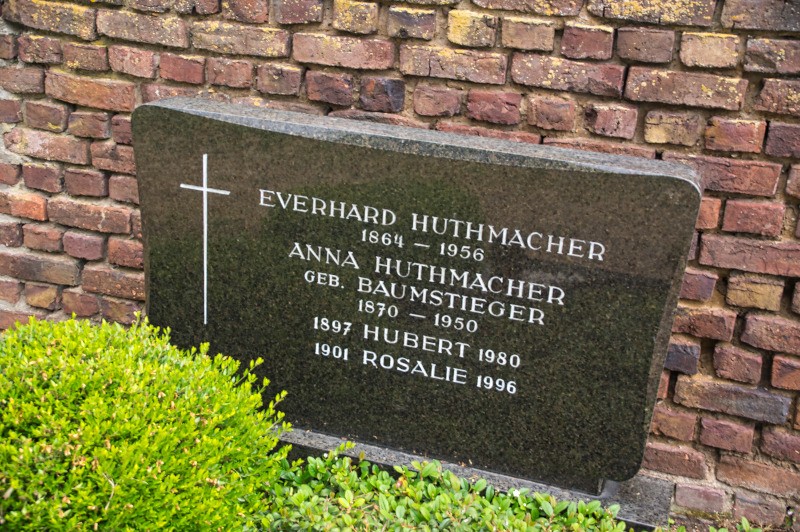 EVERHARD HUTHMACHER
1864 – 1956
ANNA HUTHMACHER
GEB. BAUMSTIEGER
1870 – 1950
1897 HUBERT 1980
1901 ROSALIE 1996